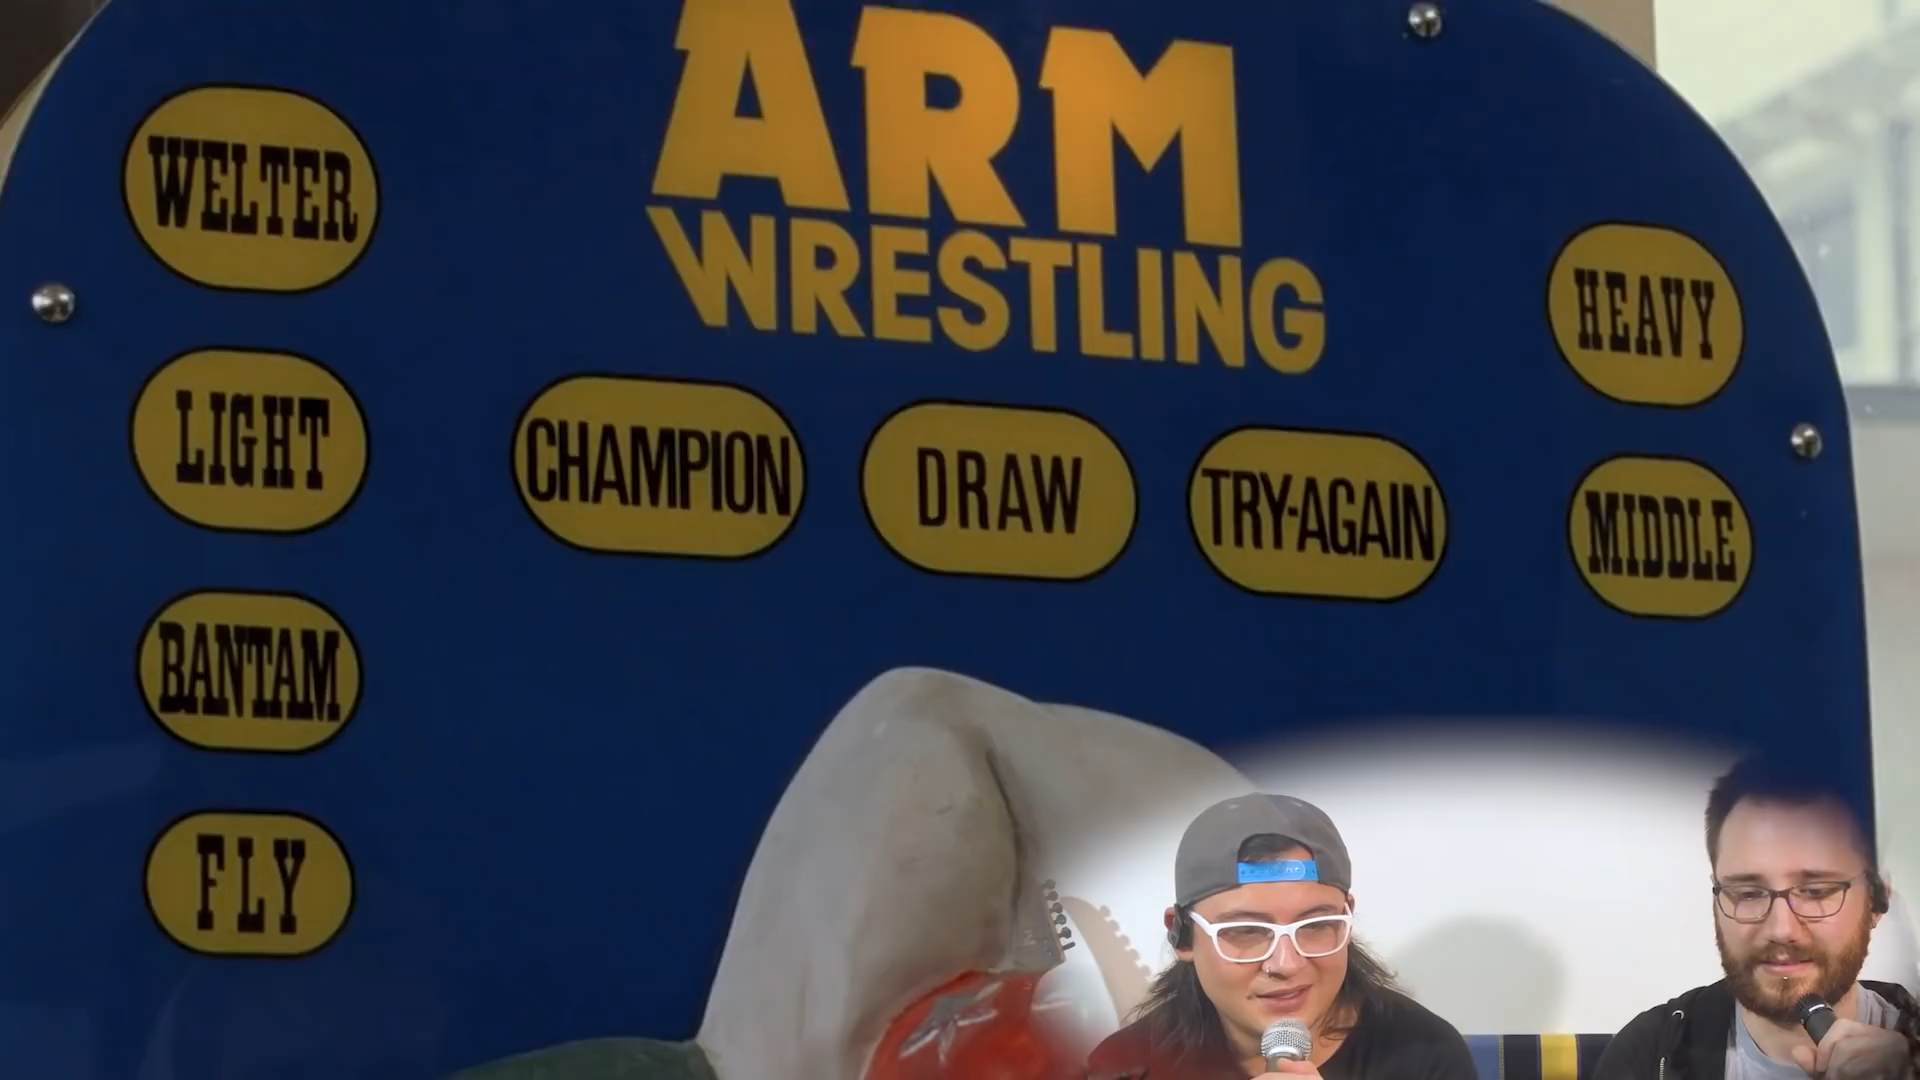 ARM
WRESTLING
WELTER
LIGHT
BANTAM
FLY
CHAMPION
DRAW
TRY-AGAIN
HEAVY
MIDDLE